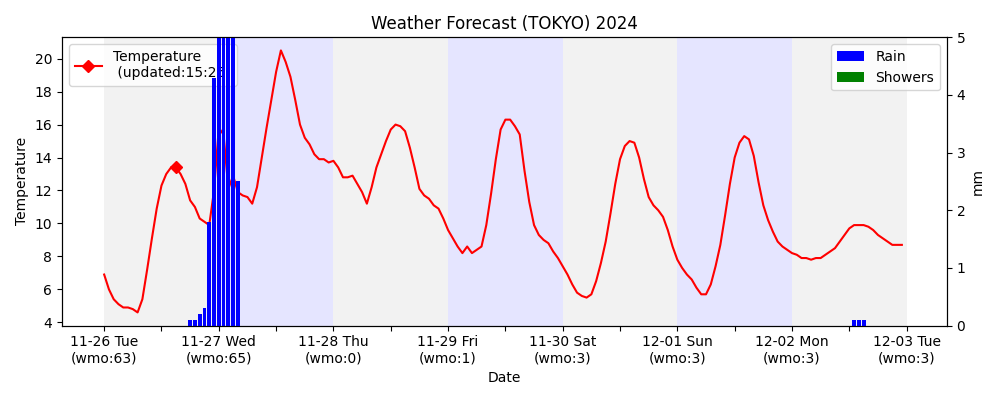 Weather Forecast (TOKYO) 2024
Temperature
(updated:15:2
Rain
Showers
20
18
16
14
12
10
8
6
4
Temperature
5
4
3
2
1
0
mm
11-26 Tue 11-27 Wed 11-28 Thu 11-29 Fri 11-30 Sat 12-01 Sun 12-02 Mon 12-03 Tue
(wmo:63) (wmo:65) (wmo:0) (wmo:1) (wmo:3) (wmo:3) (wmo:3) (wmo:3)
Date